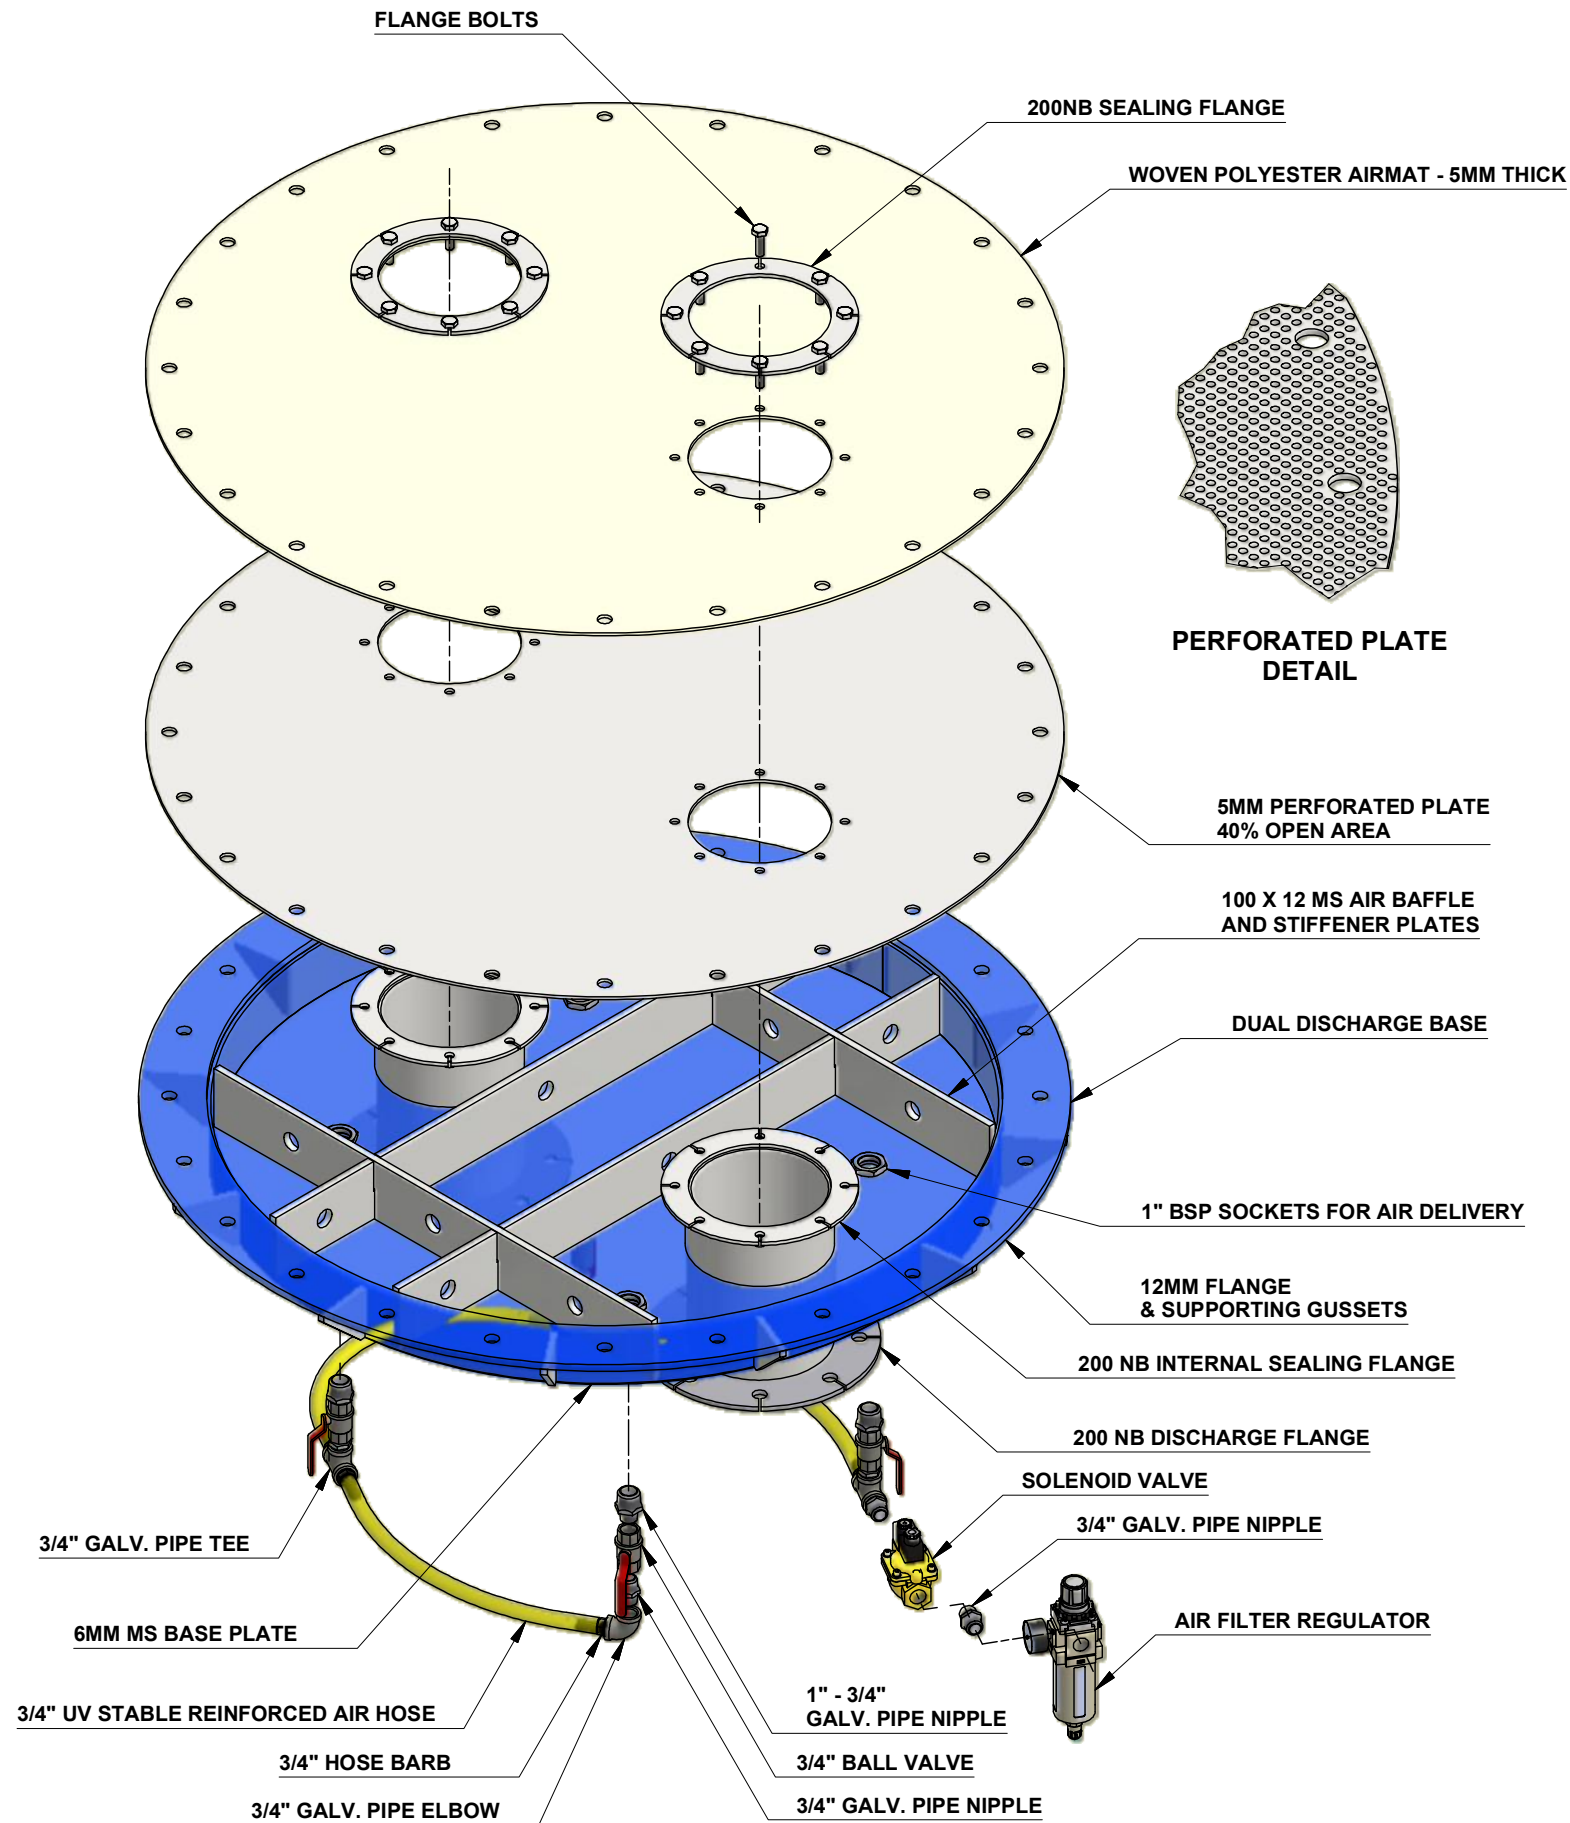 FLANGE BOLTS
200NB SEALING FLANGE
WOVEN POLYESTER AIRMAT - 5MM THICK
PERFORATED PLATE
DETAIL
5MM PERFORATED PLATE
40% OPEN AREA
100 X 12 MS AIR BAFFLE
AND STIFFENER PLATES
DUAL DISCHARGE BASE
1" BSP SOCKETS FOR AIR DELIVERY
12MM FLANGE
& SUPPORTING GUSSETS
200 NB INTERNAL SEALING FLANGE
200 NB DISCHARGE FLANGE
SOLENOID VALVE
3/4" GALV. PIPE NIPPLE
3/4" GALV. PIPE TEE
6MM MS BASE PLATE
AIR FILTER REGULATOR
3/4" UV STABLE REINFORCED AIR HOSE
1" - 3/4"
GALV. PIPE NIPPLE
3/4" HOSE BARB
3/4" BALL VALVE
3/4" GALV. PIPE ELBOW
3/4" GALV. PIPE NIPPLE